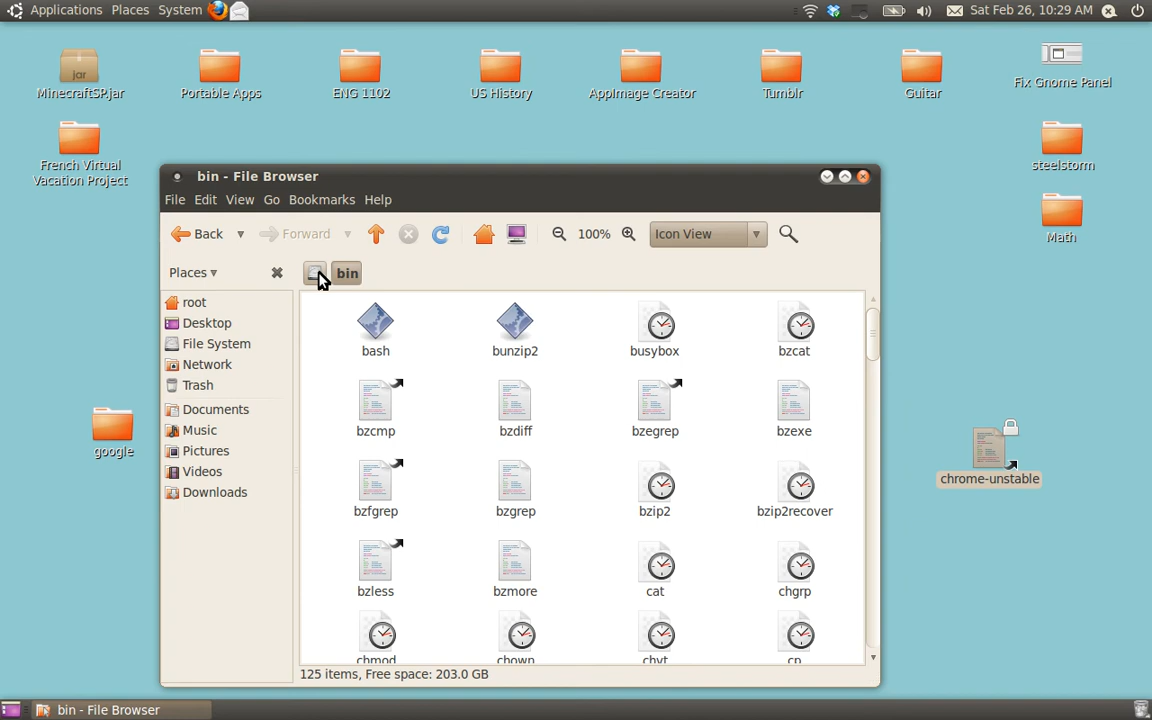 Applications Places System
Sat Feb 26, 10:29 AM
jar
MinecraftSP.jar
Portable Apps
ENG 1102
US History
AppImage Creator
Tumblr
Guitar
Fix Gnome Panel
French Virtual
Vacation Project
steelstorm
Math
google
chrome-unstable
bin - File Browser
File Edit View Go Bookmarks Help
Back Forward 100% Icon View
Places bin
root
Desktop
File System
Network
Trash
Documents
Music
Pictures
Videos
Downloads
bash bunzip2 busybox bzcat
bzcmp bzdiff bzegrep bzexe
bzfgrep bzgrep bzip2 bzip2recover
bzless bzmore cat chgrp
chmod chown chvt cp
125 items, Free space: 203.0 GB
bin - File Browser